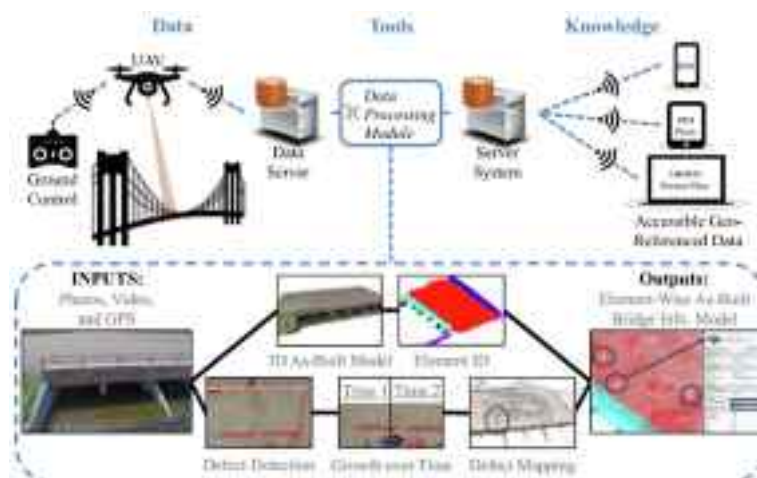 Data
Tools
Knowledge
UAV
Data
Processing
Module
Ground
Control
Data
Server
Server
System
Accessible Geo-
Referenced Data
INPUTS:
Photos, Video,
and GPS
3D As-Built Model
Element ID
Outputs:
Element-Wise As-Built
Bridge Info. Model
Time 1
Time 2
Defect Detection
Growth over Time
Defect Mapping